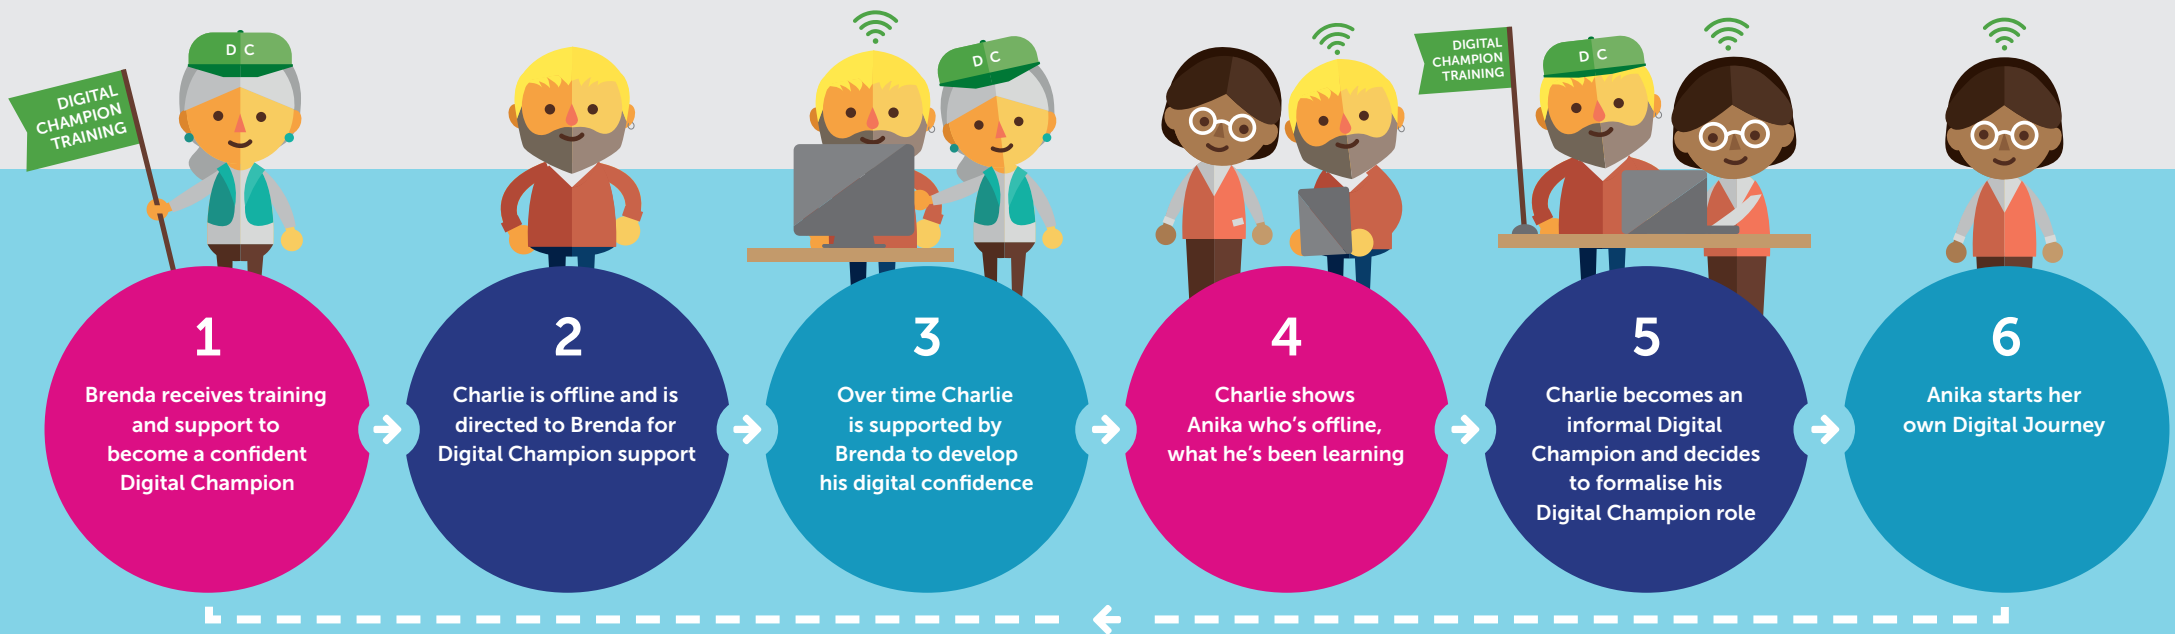 D C
DIGITAL
CHAMPION
TRAINING
D C
DIGITAL
CHAMPION
TRAINING
D C
1
Brenda receives training
and support to
become a confident
Digital Champion
2
Charlie is offline and is
directed to Brenda for
Digital Champion support
3
Over time Charlie
is supported by
Brenda to develop
his digital confidence
4
Charlie shows
Anika who's offline,
what he's been learning
5
Charlie becomes an
informal Digital
Champion and decides
to formalise his
Digital Champion role
6
Anika starts her
own Digital Journey